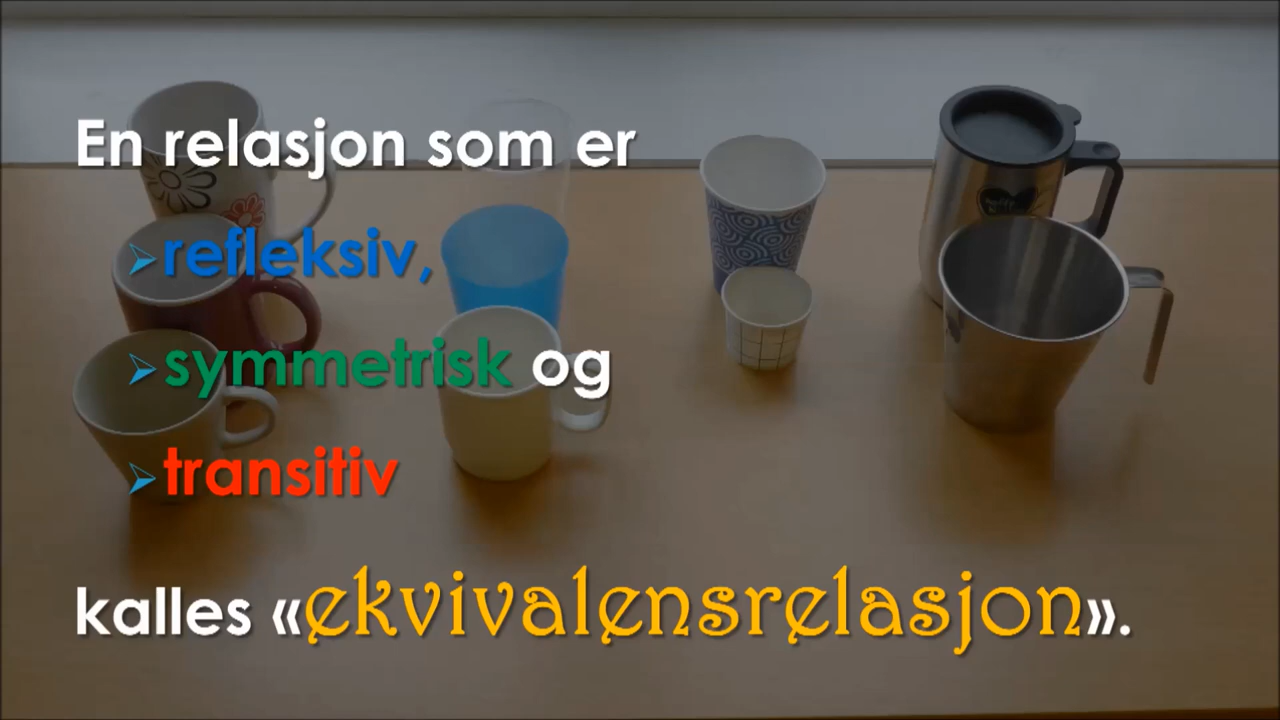 En relasjon som er
➢refleksiv,
➢symmetrisk og
➢transitiv
kalles «ekvivalensrelasjon».